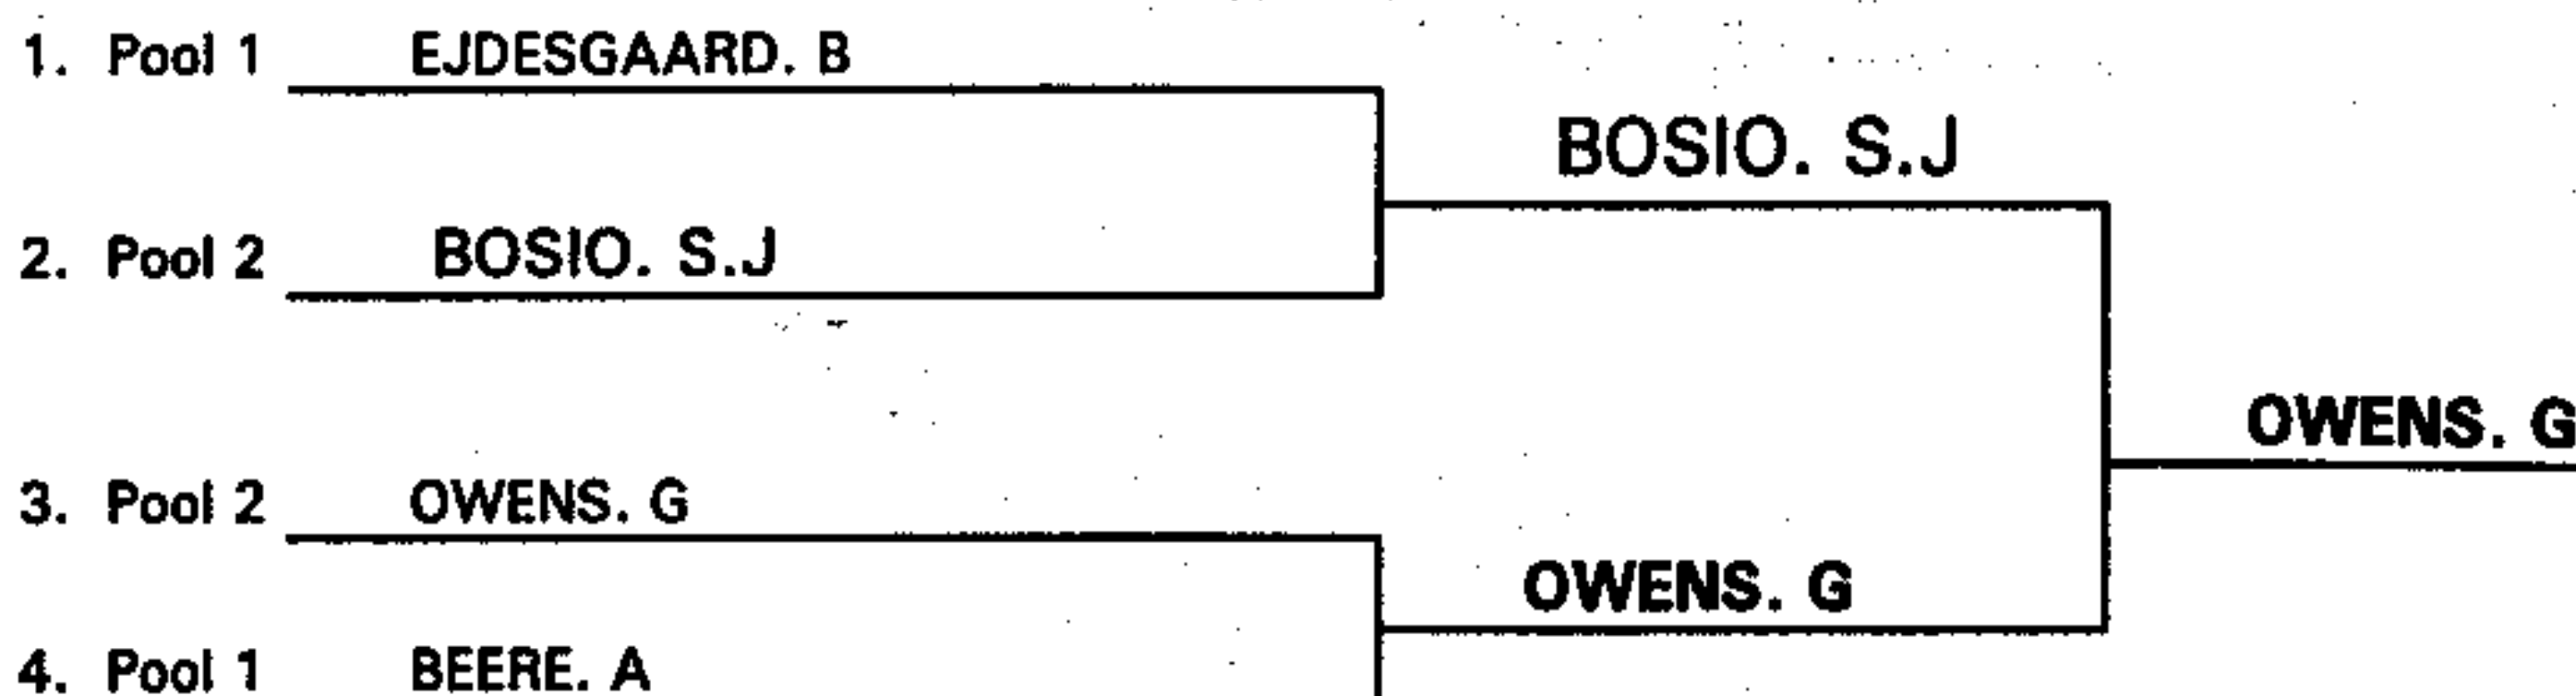 1. Pool 1 EJDESGAARD. B
BOSIO. S.J
2. Pool 2 BOSIO. S.J
OWENS. G
3. Pool 2 OWENS. G
OWENS. G
4. Pool 1 BEERE. A